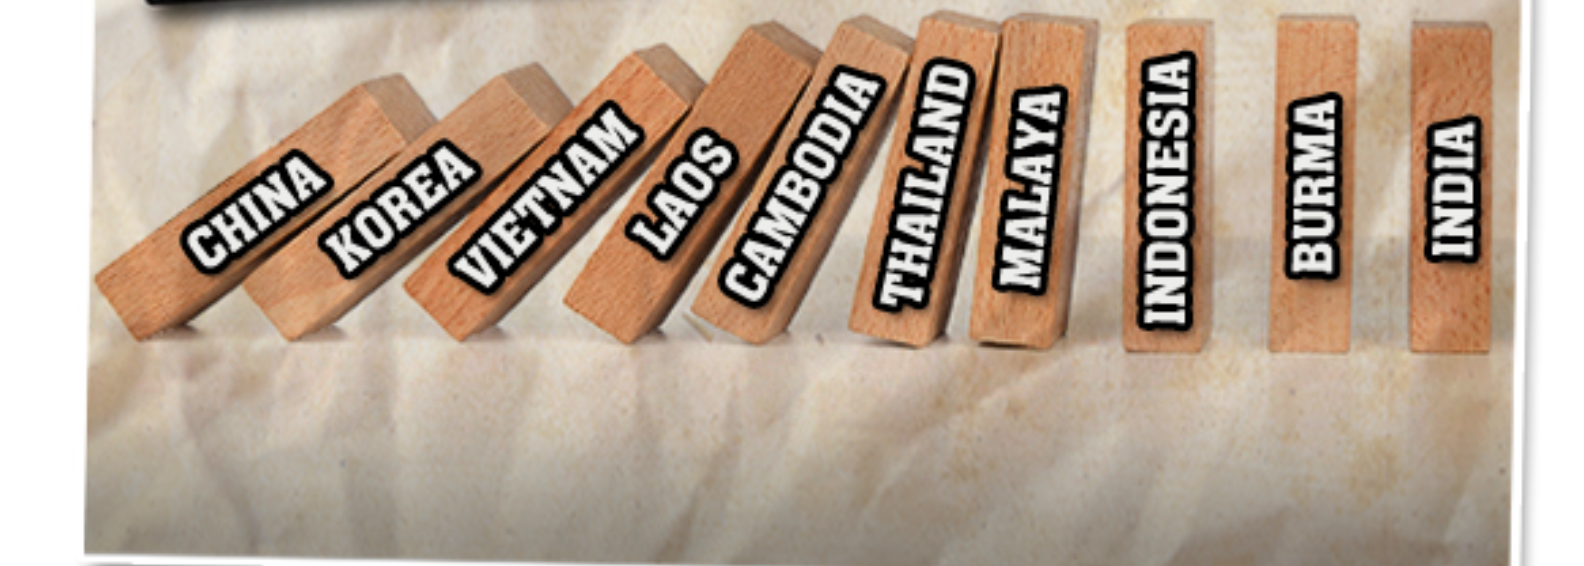 CHINA
KOREA
VIETNAM
LAOS
CAMBODIA
THAILAND
MALAYA
INDONESIA
BURMA
INDIA